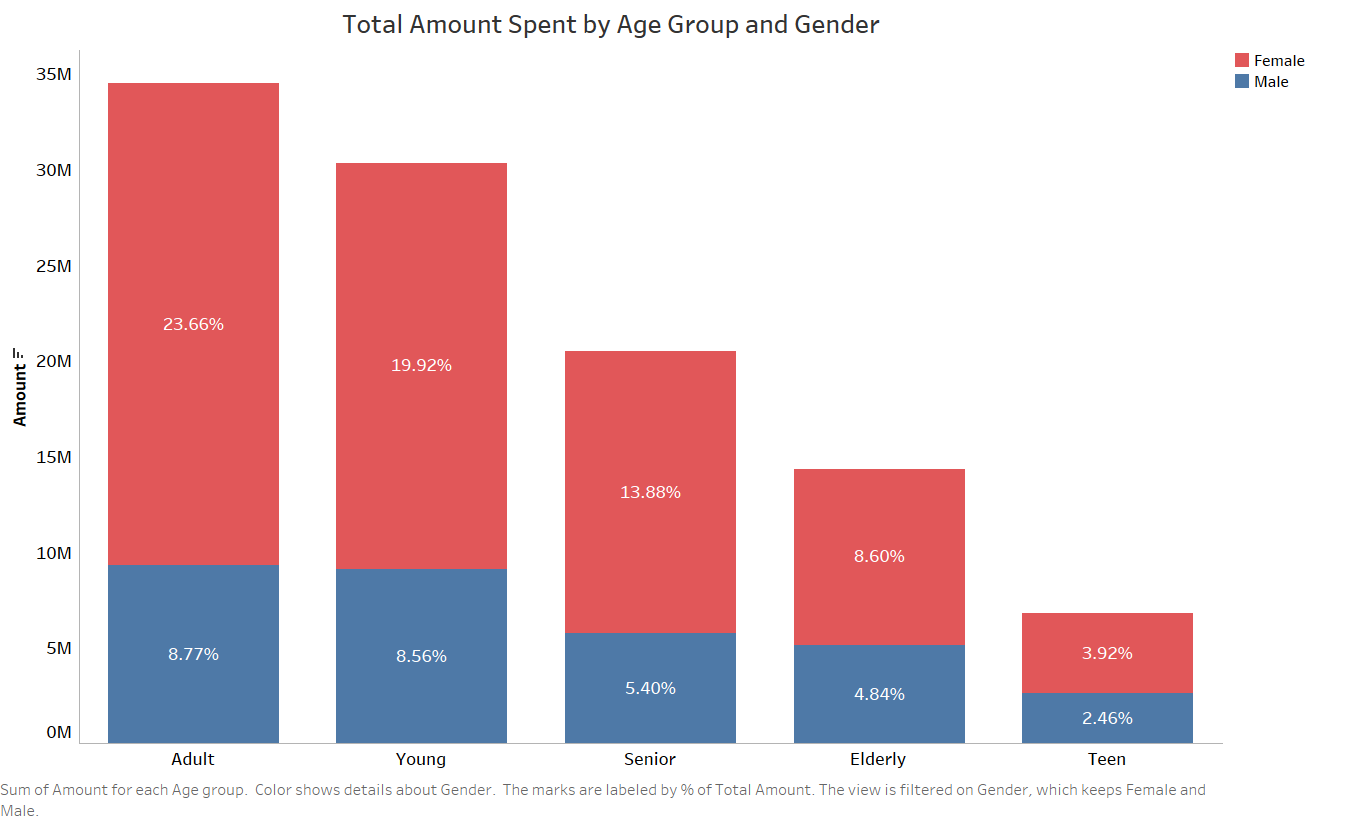 Total Amount Spent by Age Group and Gender
Female
Male
35M
30M
25M
20M
15M
10M
5M
0M
Amount
23.66%
8.77%
19.92%
8.56%
13.88%
5.40%
8.60%
4.84%
3.92%
2.46%
Adult
Young
Senior
Elderly
Teen
Sum of Amount for each Age group.  Color shows details about Gender.  The marks are labeled by % of Total Amount. The view is filtered on Gender, which keeps Female and
Male.